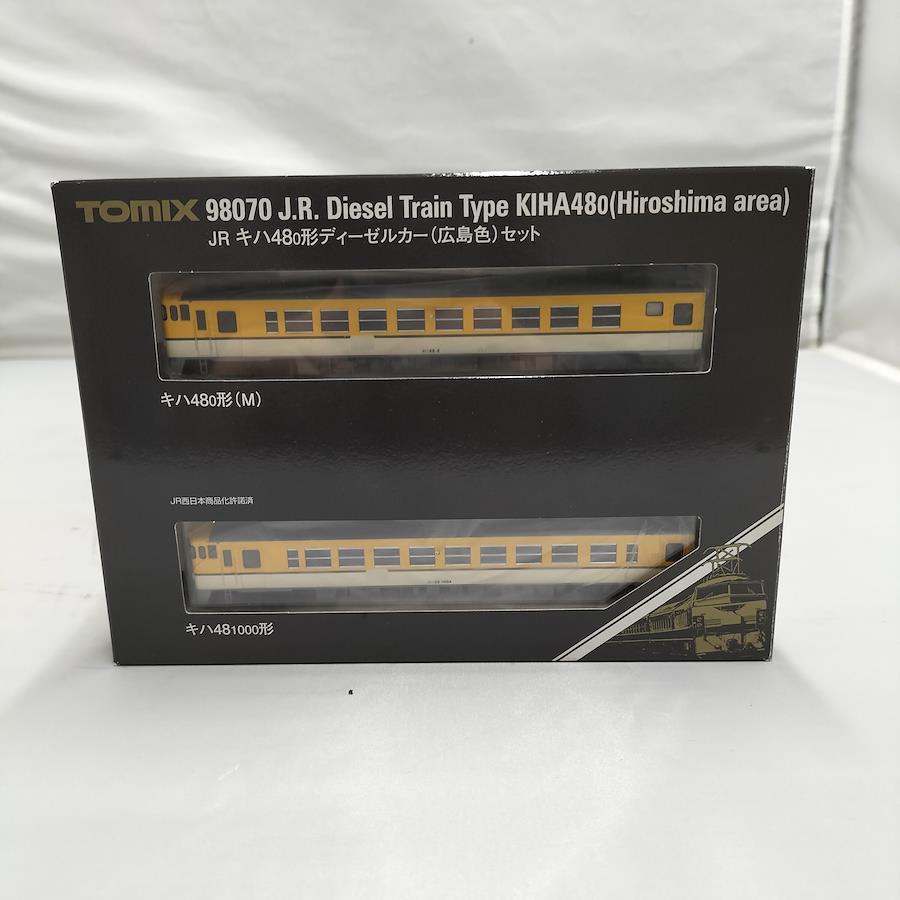 TOMIX 98070 J.R. Diesel Train Type KIHA480(Hiroshima area)
JR キハ480形ディーゼルカー(広島色)セット
キハ480形(M)
JR西日本商品化許諾済
キハ481000形